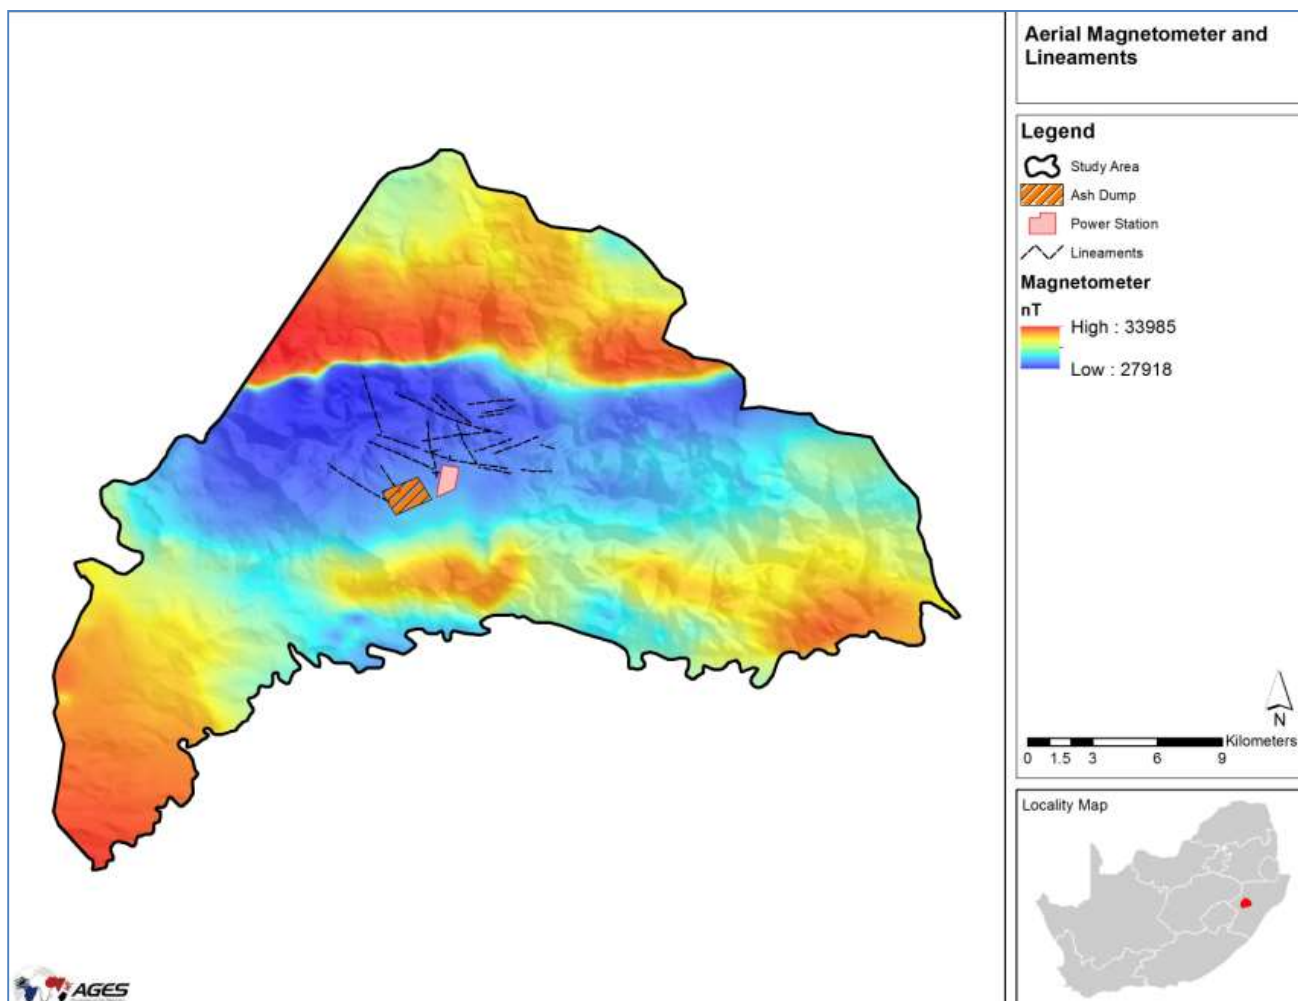 Aerial Magnetometer and
Lineaments
Legend
Study Area
Ash Dump
Power Station
Lineaments
Magnetometer
nT
High : 33985
Low : 27918
N
Kilometers
0 1.5 3 6 9
Locality Map
AGES